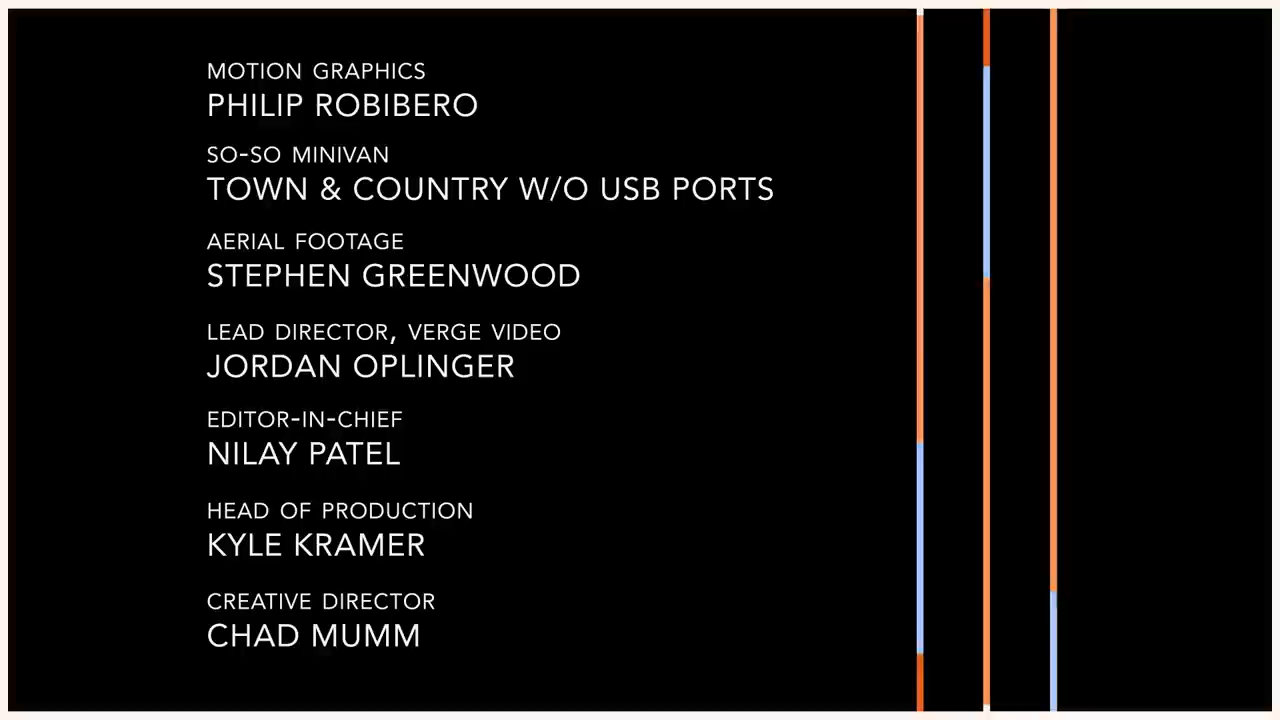 MOTION GRAPHICS
PHILIP ROBIBERO
SO-SO MINIVAN
TOWN & COUNTRY W/O USB PORTS
AERIAL FOOTAGE
STEPHEN GREENWOOD
LEAD DIRECTOR, VERGE VIDEO
JORDAN OPLINGER
EDITOR-IN-CHIEF
NILAY PATEL
HEAD OF PRODUCTION
KYLE KRAMER
CREATIVE DIRECTOR
CHAD MUMM